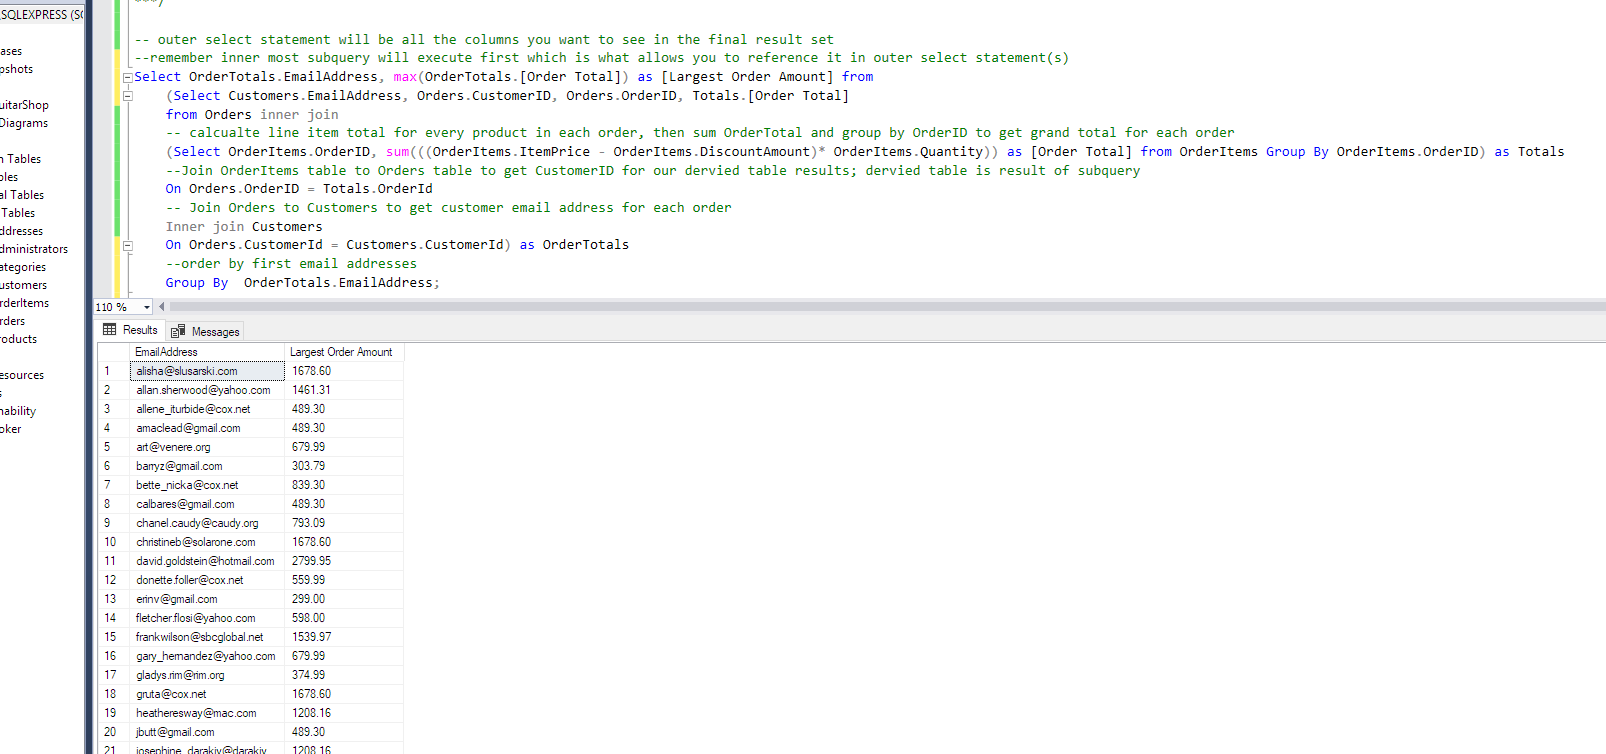 SQLEXPRESS (SC
ases
pshots
uitarShop
Diagrams
n Tables
bles
al Tables
Tables
ddresses
dministrators
ategories
ustomers
rderItems
rders
roducts
esources
s
nability
oker
***/
-- outer select statement will be all the columns you want to see in the final result set
--remember inner most subquery will execute first which is what allows you to reference it in outer select statement(s)
Select OrderTotals.EmailAddress, max(OrderTotals.[Order Total]) as [Largest Order Amount] from
(Select Customers.EmailAddress, Orders.CustomerID, Orders.OrderID, Totals.[Order Total]
from Orders inner join
-- calcualte line item total for every product in each order, then sum OrderTotal and group by OrderID to get grand total for each order
(Select OrderItems.OrderID, sum(((OrderItems.ItemPrice - OrderItems.DiscountAmount)* OrderItems.Quantity)) as [Order Total] from OrderItems Group By OrderItems.OrderID) as Totals
--Join OrderItems table to Orders table to get CustomerID for our dervied table results; dervied table is result of subquery
On Orders.OrderID = Totals.OrderId
-- Join Orders to Customers to get customer email address for each order
Inner join Customers
On Orders.CustomerId = Customers.CustomerId) as OrderTotals
--order by first email addresses
Group By  OrderTotals.EmailAddress;
110 %
Results Messages
EmailAddress Largest Order Amount
1 alisha@slusarski.com 1678.60
2 allan.sherwood@yahoo.com 1461.31
3 allene_iturbide@cox.net 489.30
4 amaclead@gmail.com 489.30
5 art@venere.org 679.99
6 barryz@gmail.com 303.79
7 bette_nicka@cox.net 839.30
8 calbares@gmail.com 489.30
9 chanel.caudy@caudy.org 793.09
10 christineb@solarone.com 1678.60
11 david.goldstein@hotmail.com 2799.95
12 donette.foller@cox.net 559.99
13 erinv@gmail.com 299.00
14 fletcher.flosi@yahoo.com 598.00
15 frankwilson@sbcglobal.net 1539.97
16 gary_hernandez@yahoo.com 679.99
17 gladys.rim@rim.org 374.99
18 gruta@cox.net 1678.60
19 heatheresway@mac.com 1208.16
20 jbutt@gmail.com 489.30
21 josephine_darakjy@darakjy 1208.16